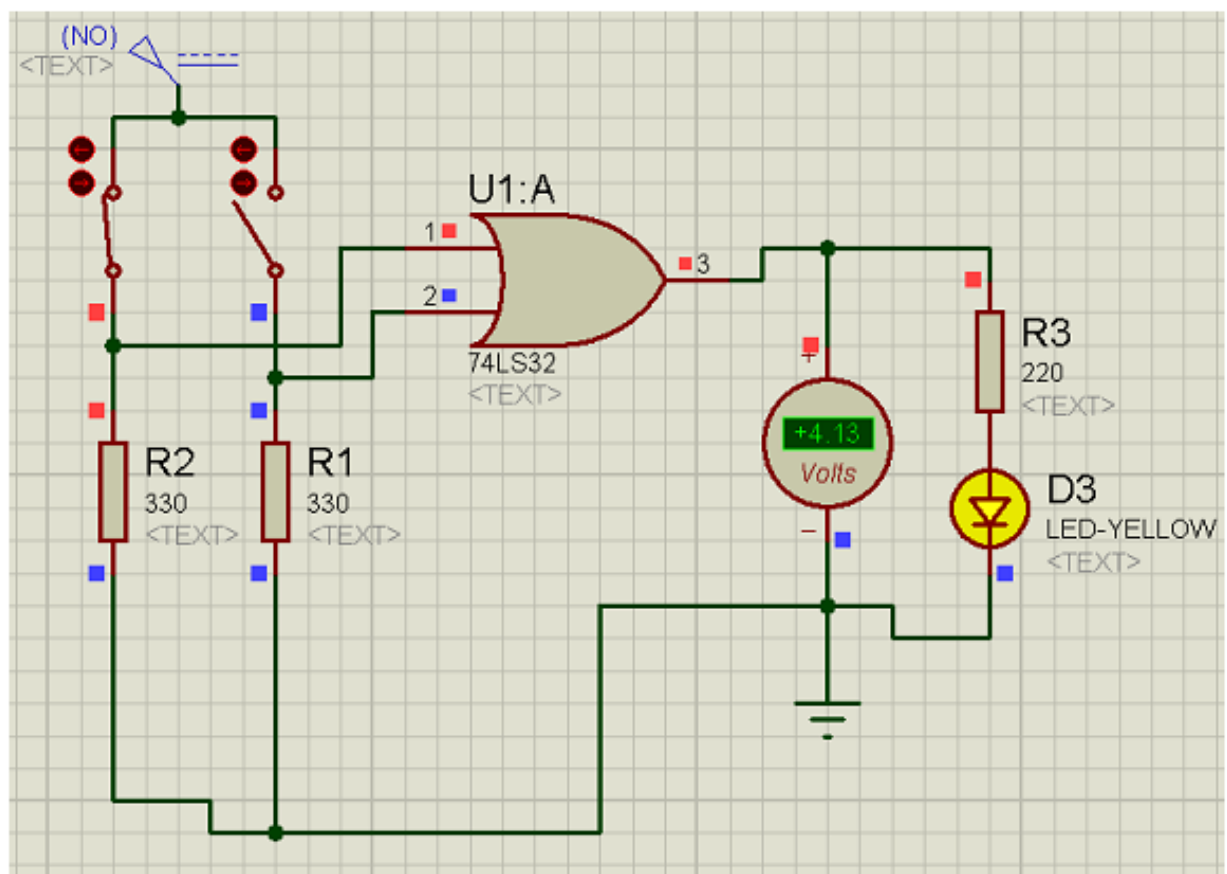 (NO)
<TEXT>
U1:A
1
2
3
74LS32
<TEXT>
R3
220
<TEXT>
+
+4.13
Volts
−
R2
330
<TEXT>
R1
330
<TEXT>
D3
LED-YELLOW
<TEXT>